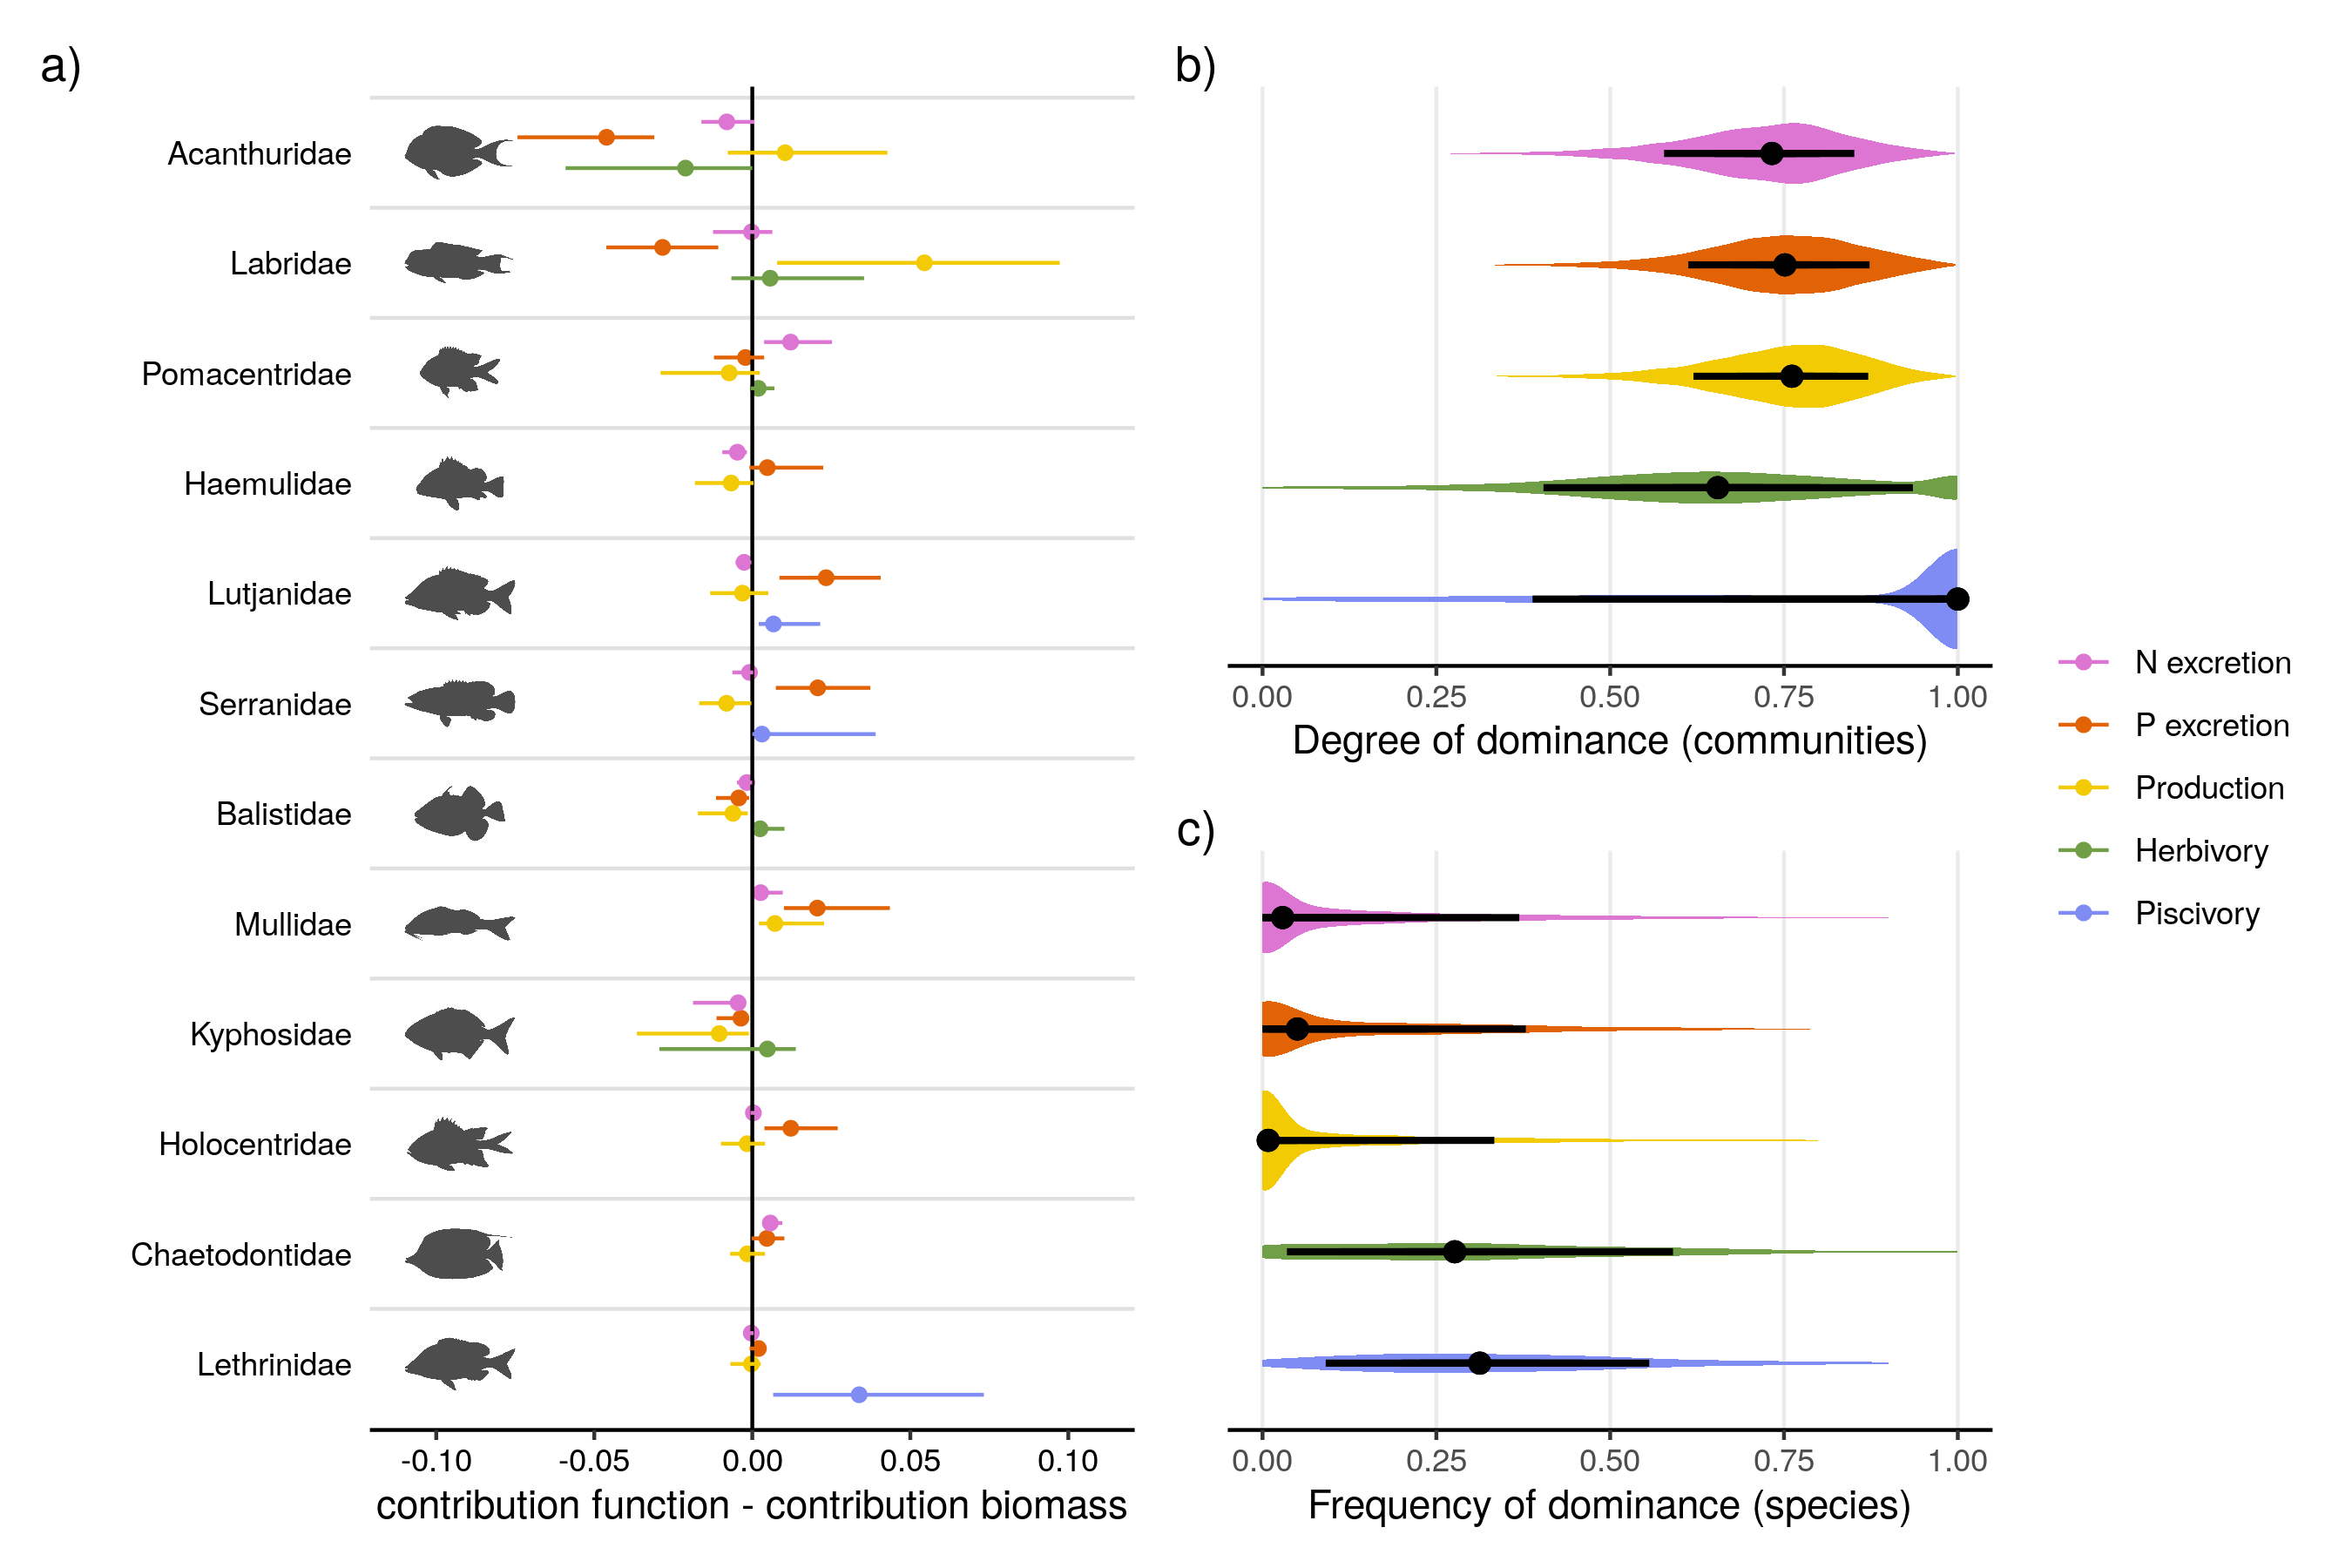 a)
Acanthuridae
Labridae
Pomacentridae
Haemulidae
Lutjanidae
Serranidae
Balistidae
Mullidae
Kyphosidae
Holocentridae
Chaetodontidae
Lethrinidae
-0.10 -0.05 0.00 0.05 0.10
contribution function - contribution biomass
b)
0.00 0.25 0.50 0.75 1.00
Degree of dominance (communities)
c)
0.00 0.25 0.50 0.75 1.00
Frequency of dominance (species)
N excretion
P excretion
Production
Herbivory
Piscivory